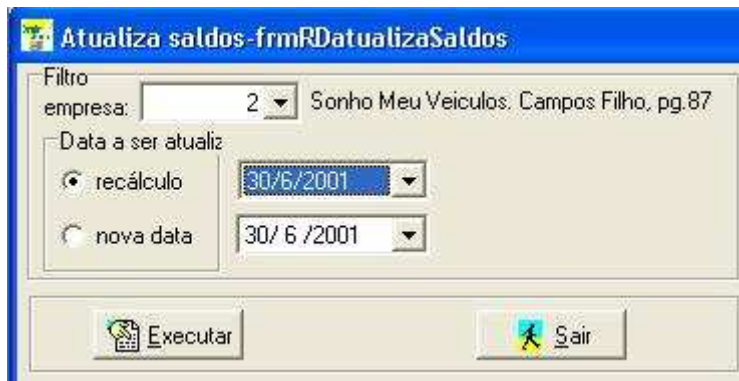 Atualiza saldos-frmRDatualizaSaldos
Filtro
empresa: 2 Sonho Meu Veiculos. Campos Filho, pg.87
Data a ser atualiz
recálculo 30/6/2001
nova data 30/ 6 /2001
Executar Sair